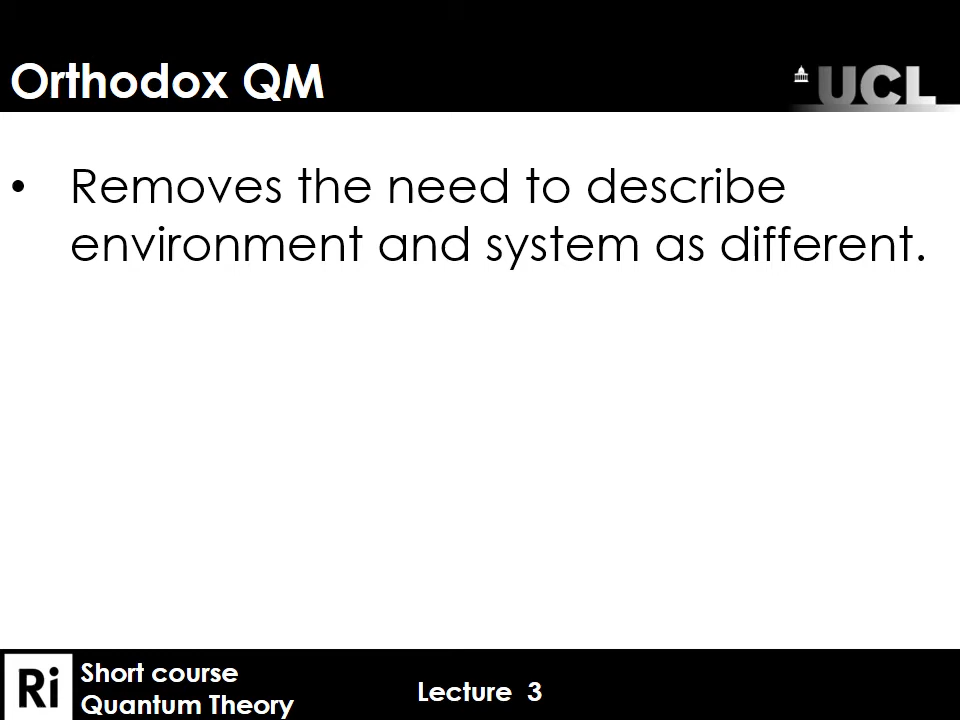 Orthodox QM
UCL
• Removes the need to describe
environment and system as different.
Ri
Short course
Quantum Theory
Lecture 3